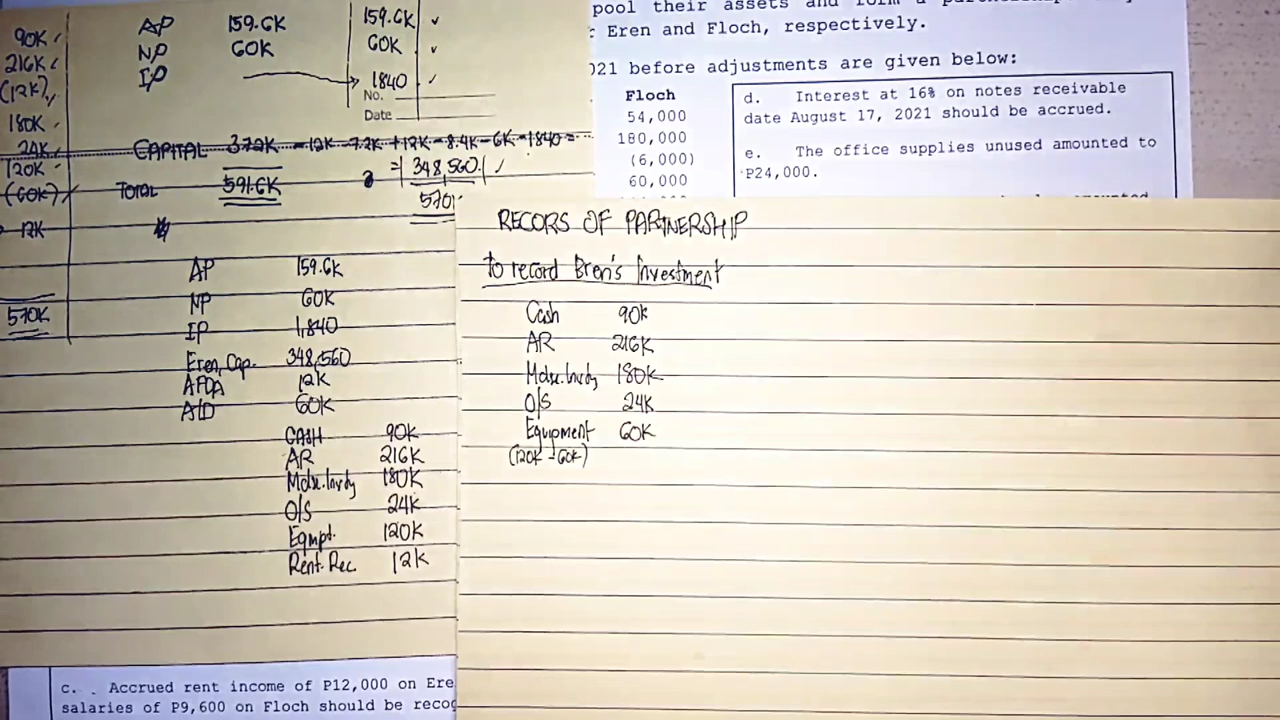 90K
216K
(12K)
180K
24K
120K
(60K)
12K
570K
AP 159.6K 159.6K
NP 60K 60K
IP 1840
No.
Date
CAPITAL 372K -12K -7.2K +12K -8.4K -6K -1840 =
= 348,560
TOTAL 591.6K
570
AP 159.6K
NP 60K
IP 1,840
Eren, Cap. 348,560
AFDA 12K
A/D 60K
CASH 90K
AR 216K
Mdse. Invty 180K
O/S 24K
Eqmpt. 120K
Rent. Rec 12K
c. . Accrued rent income of P12,000 on Ere
salaries of P9,600 on Floch should be reco
pool their assets and form a
Eren and Floch, respectively.
021 before adjustments are given below:
Floch
54,000
180,000
(6,000)
60,000
d. Interest at 16% on notes receivable
date August 17, 2021 should be accrued.
e. The office supplies unused amounted to
P24,000.
RECORS OF PARTNERSHIP
to record Eren's Investment
Cash 90K
AR 216K
Mdse. Invty 180K
O/S 24K
Equipment 60K
(120K - 60K)